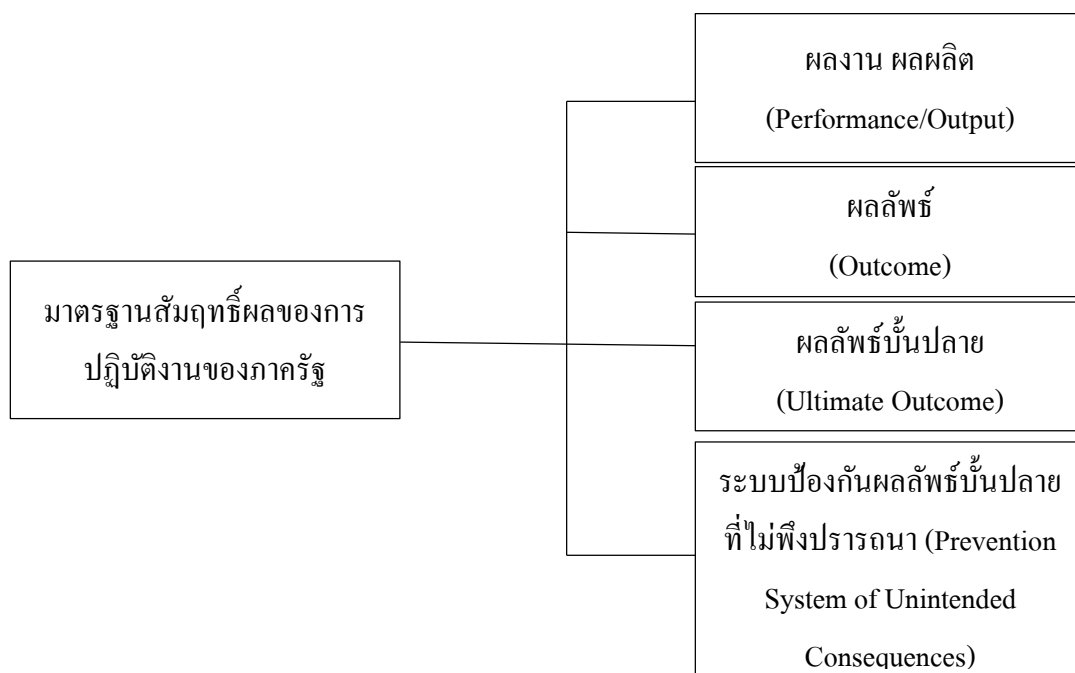 ผลงาน ผลผลิต
(Performance/Output)
ผลลัพธ์
(Outcome)
มาตรฐานสัมฤทธิ์ผลของการ
ปฏิบัติงานของภาครัฐ
ผลลัพธ์บั้นปลาย
(Ultimate Outcome)
ระบบป้องกันผลลัพธ์บั้นปลาย
ที่ไม่พึงปรารถนา (Prevention
System of Unintended
Consequences)